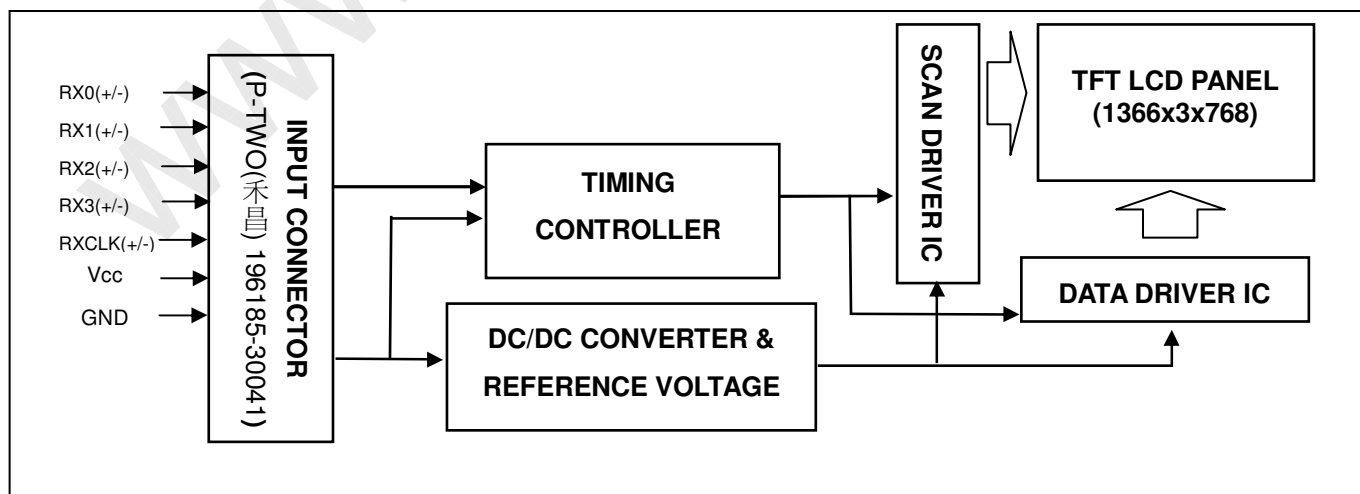 RX0(+/-)
RX1(+/-)
RX2(+/-)
RX3(+/-)
RXCLK(+/-)
Vcc
GND
INPUT CONNECTOR
(P-TWO(禾昌) 196185-30041)
TIMING
CONTROLLER
DC/DC CONVERTER &
REFERENCE VOLTAGE
SCAN DRIVER IC
TFT LCD PANEL
(1366x3x768)
DATA DRIVER IC